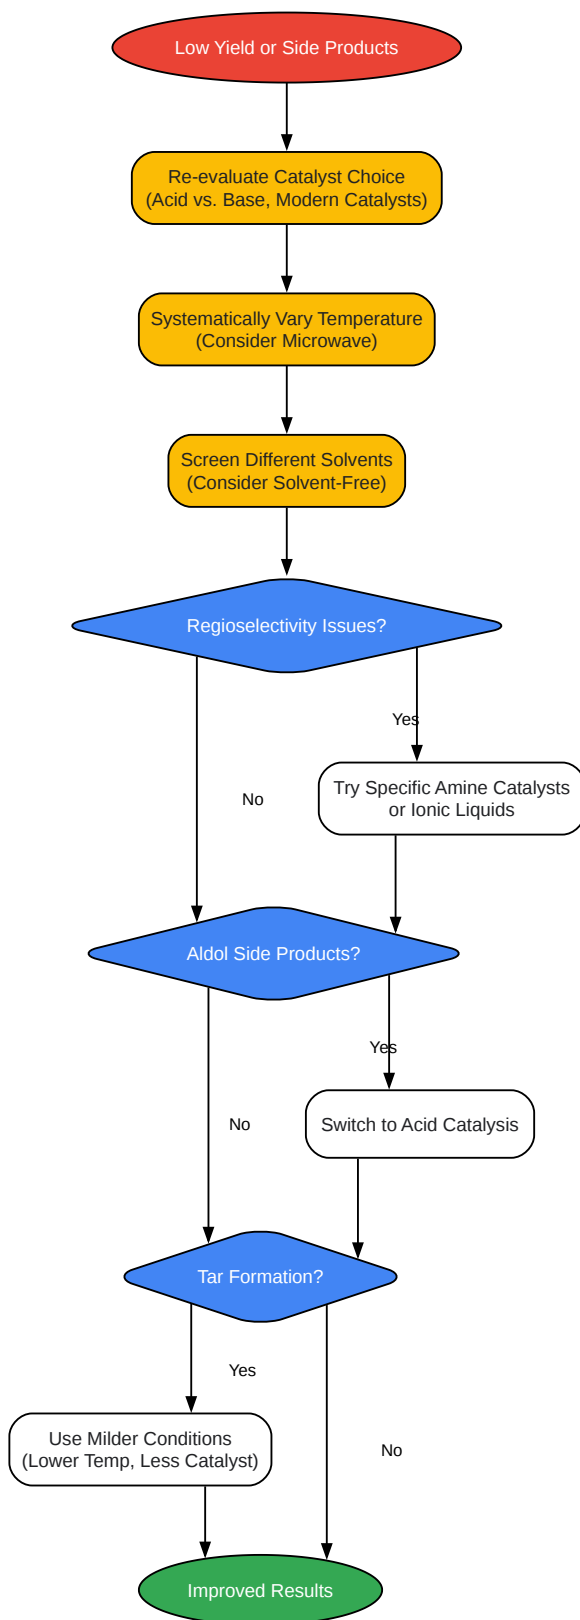 Low Yield or Side Products
Re-evaluate Catalyst Choice
(Acid vs. Base, Modern Catalysts)
Systematically Vary Temperature
(Consider Microwave)
Screen Different Solvents
(Consider Solvent-Free)
Regioselectivity Issues?
Yes
No
Try Specific Amine Catalysts
or Ionic Liquids
Aldol Side Products?
Yes
No
Switch to Acid Catalysis
Tar Formation?
Yes
No
Use Milder Conditions
(Lower Temp, Less Catalyst)
Improved Results